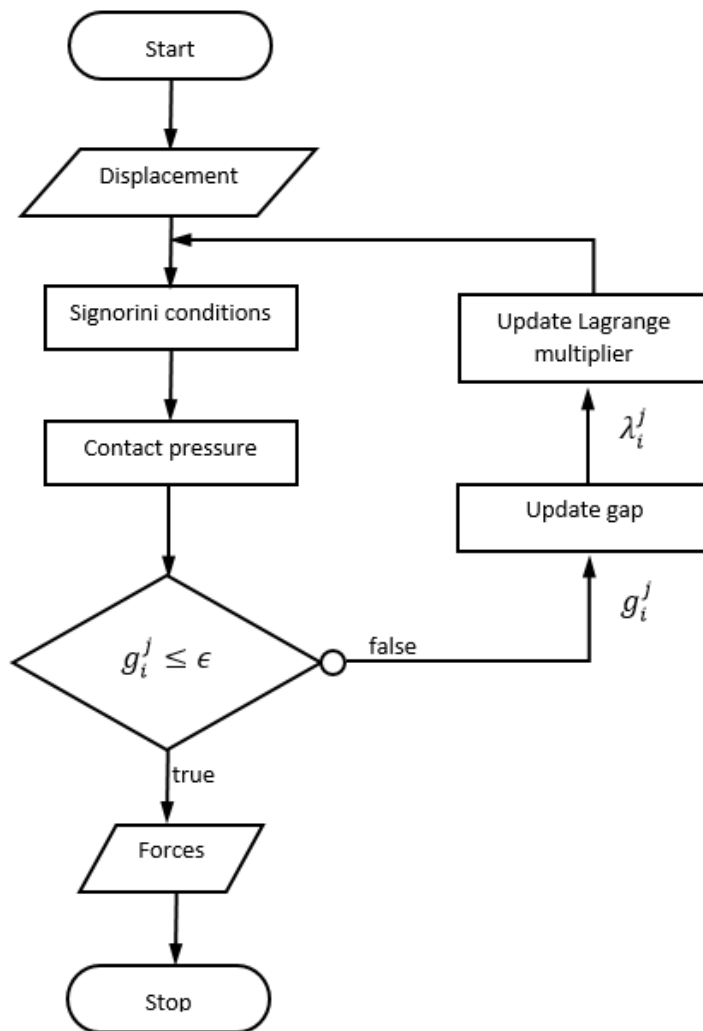 Start
Displacement
Signorini conditions
Update Lagrange
multiplier
Contact pressure
λ_i^j
Update gap
g_i^j
g_i^j ≤ ϵ
false
true
Forces
Stop